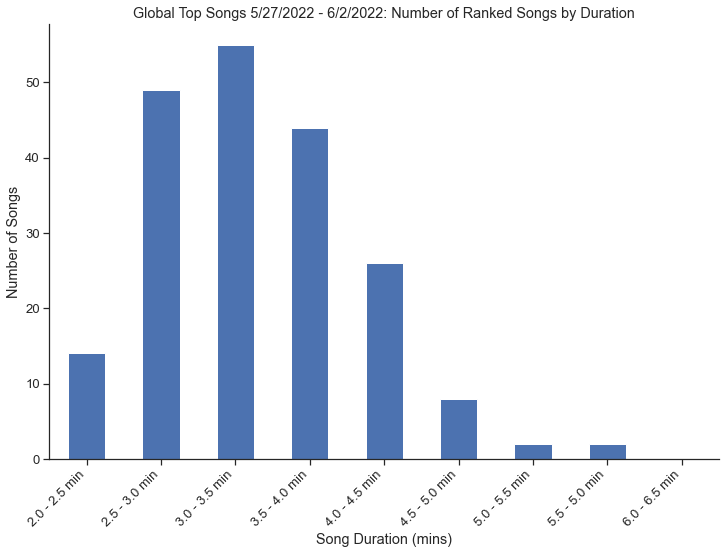 Global Top Songs 5/27/2022 - 6/2/2022: Number of Ranked Songs by Duration
Number of Songs
50
40
30
20
10
0
2.0 - 2.5 min
2.5 - 3.0 min
3.0 - 3.5 min
3.5 - 4.0 min
4.0 - 4.5 min
4.5 - 5.0 min
5.0 - 5.5 min
5.5 - 5.0 min
6.0 - 6.5 min
Song Duration (mins)